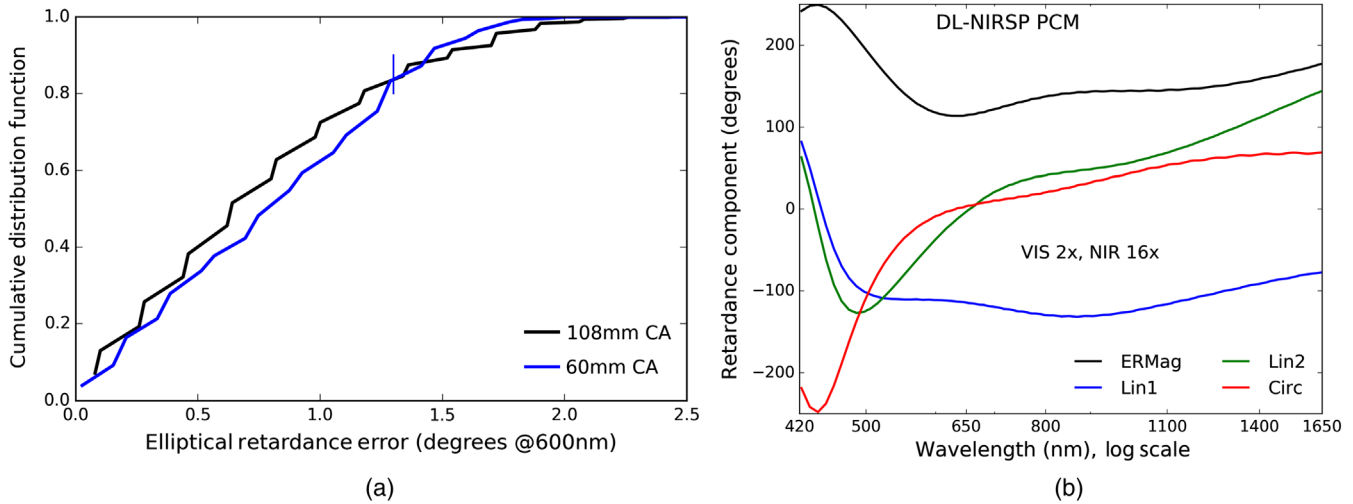 1.0
0.8
0.6
0.4
0.2
0.0
Cumulative distribution function
108mm CA
60mm CA
0.0 0.5 1.0 1.5 2.0 2.5
Elliptical retardance error (degrees @600nm)
(a)
DL-NIRSP PCM
200
100
0
−100
−200
Retardance component (degrees)
VIS 2x, NIR 16x
ERMag Lin2
Lin1 Circ
420 500 650 800 1100 1400 1650
Wavelength (nm), log scale
(b)